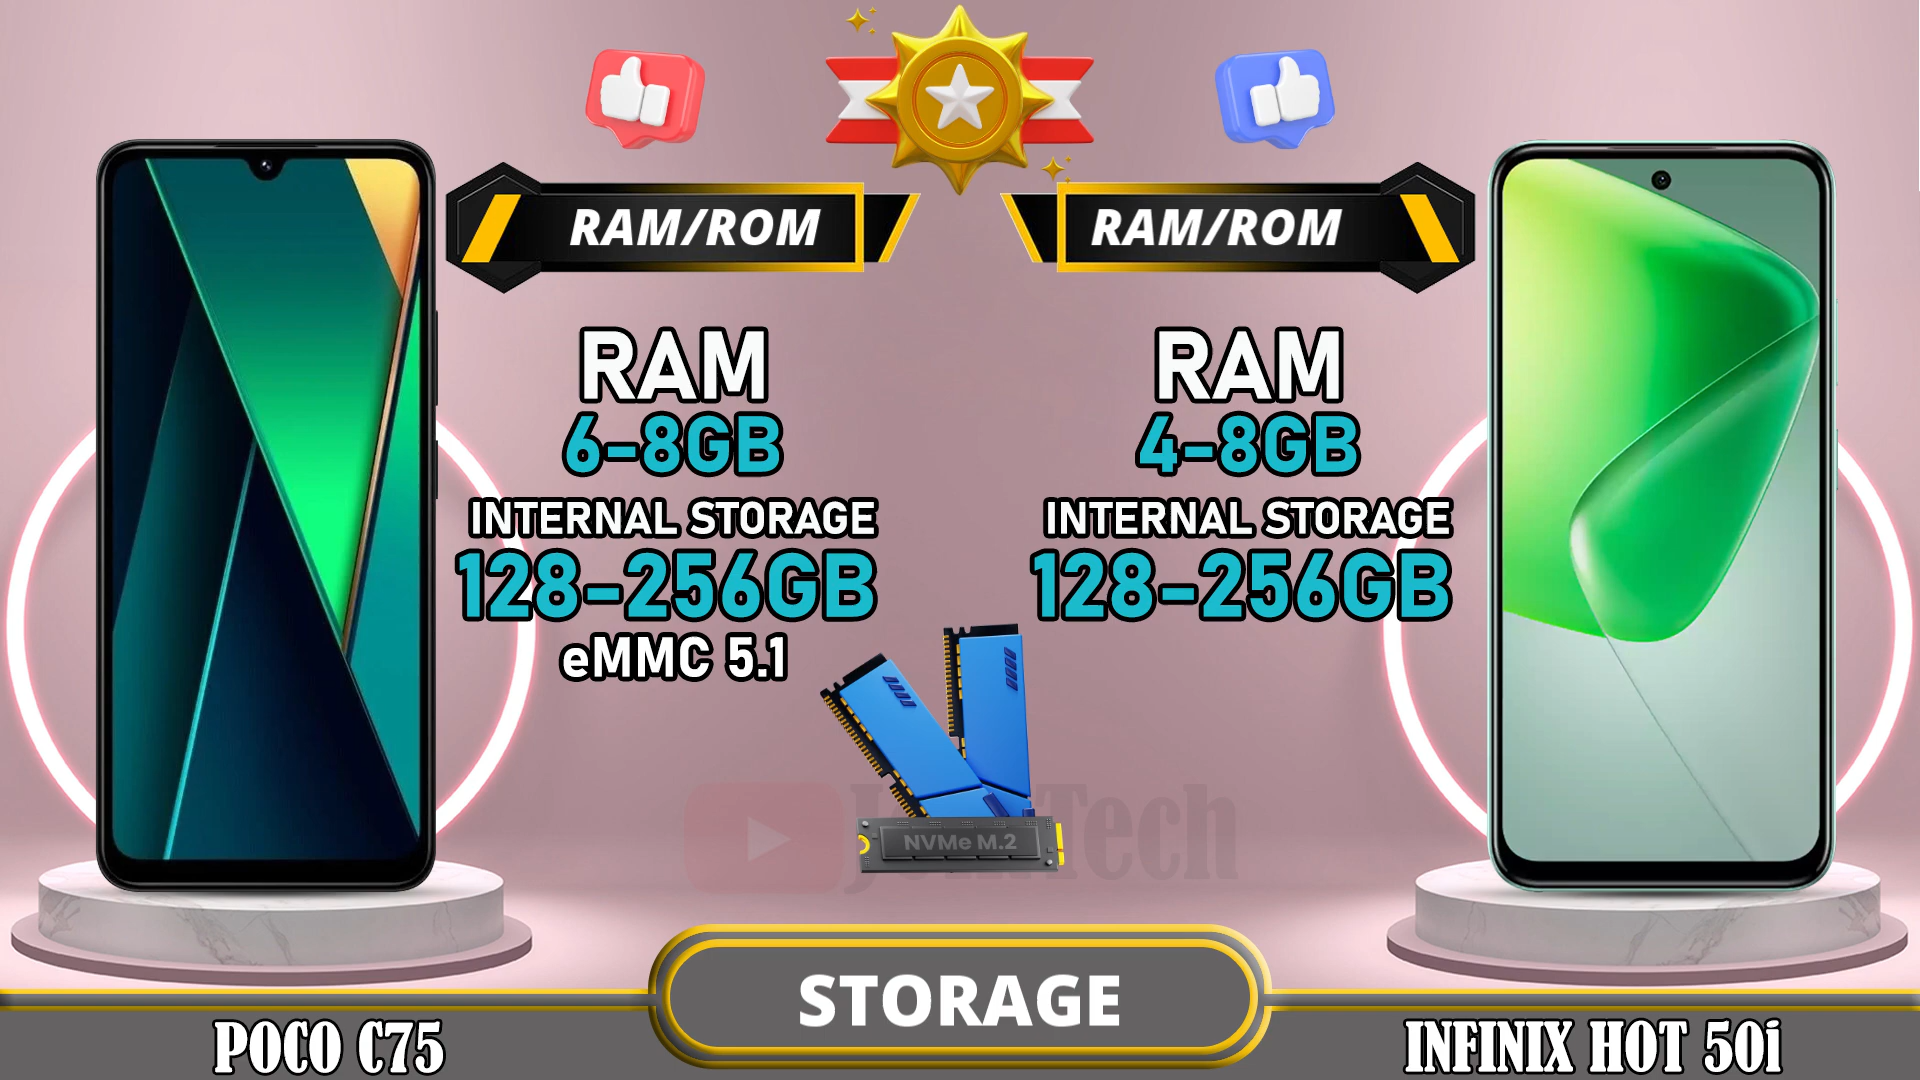 RAM/ROM
RAM/ROM
RAM
6-8GB
INTERNAL STORAGE
128-256GB
eMMC 5.1
RAM
4-8GB
INTERNAL STORAGE
128-256GB
NVMe M.2
Tech
STORAGE
POCO C75
INFINIX HOT 50i